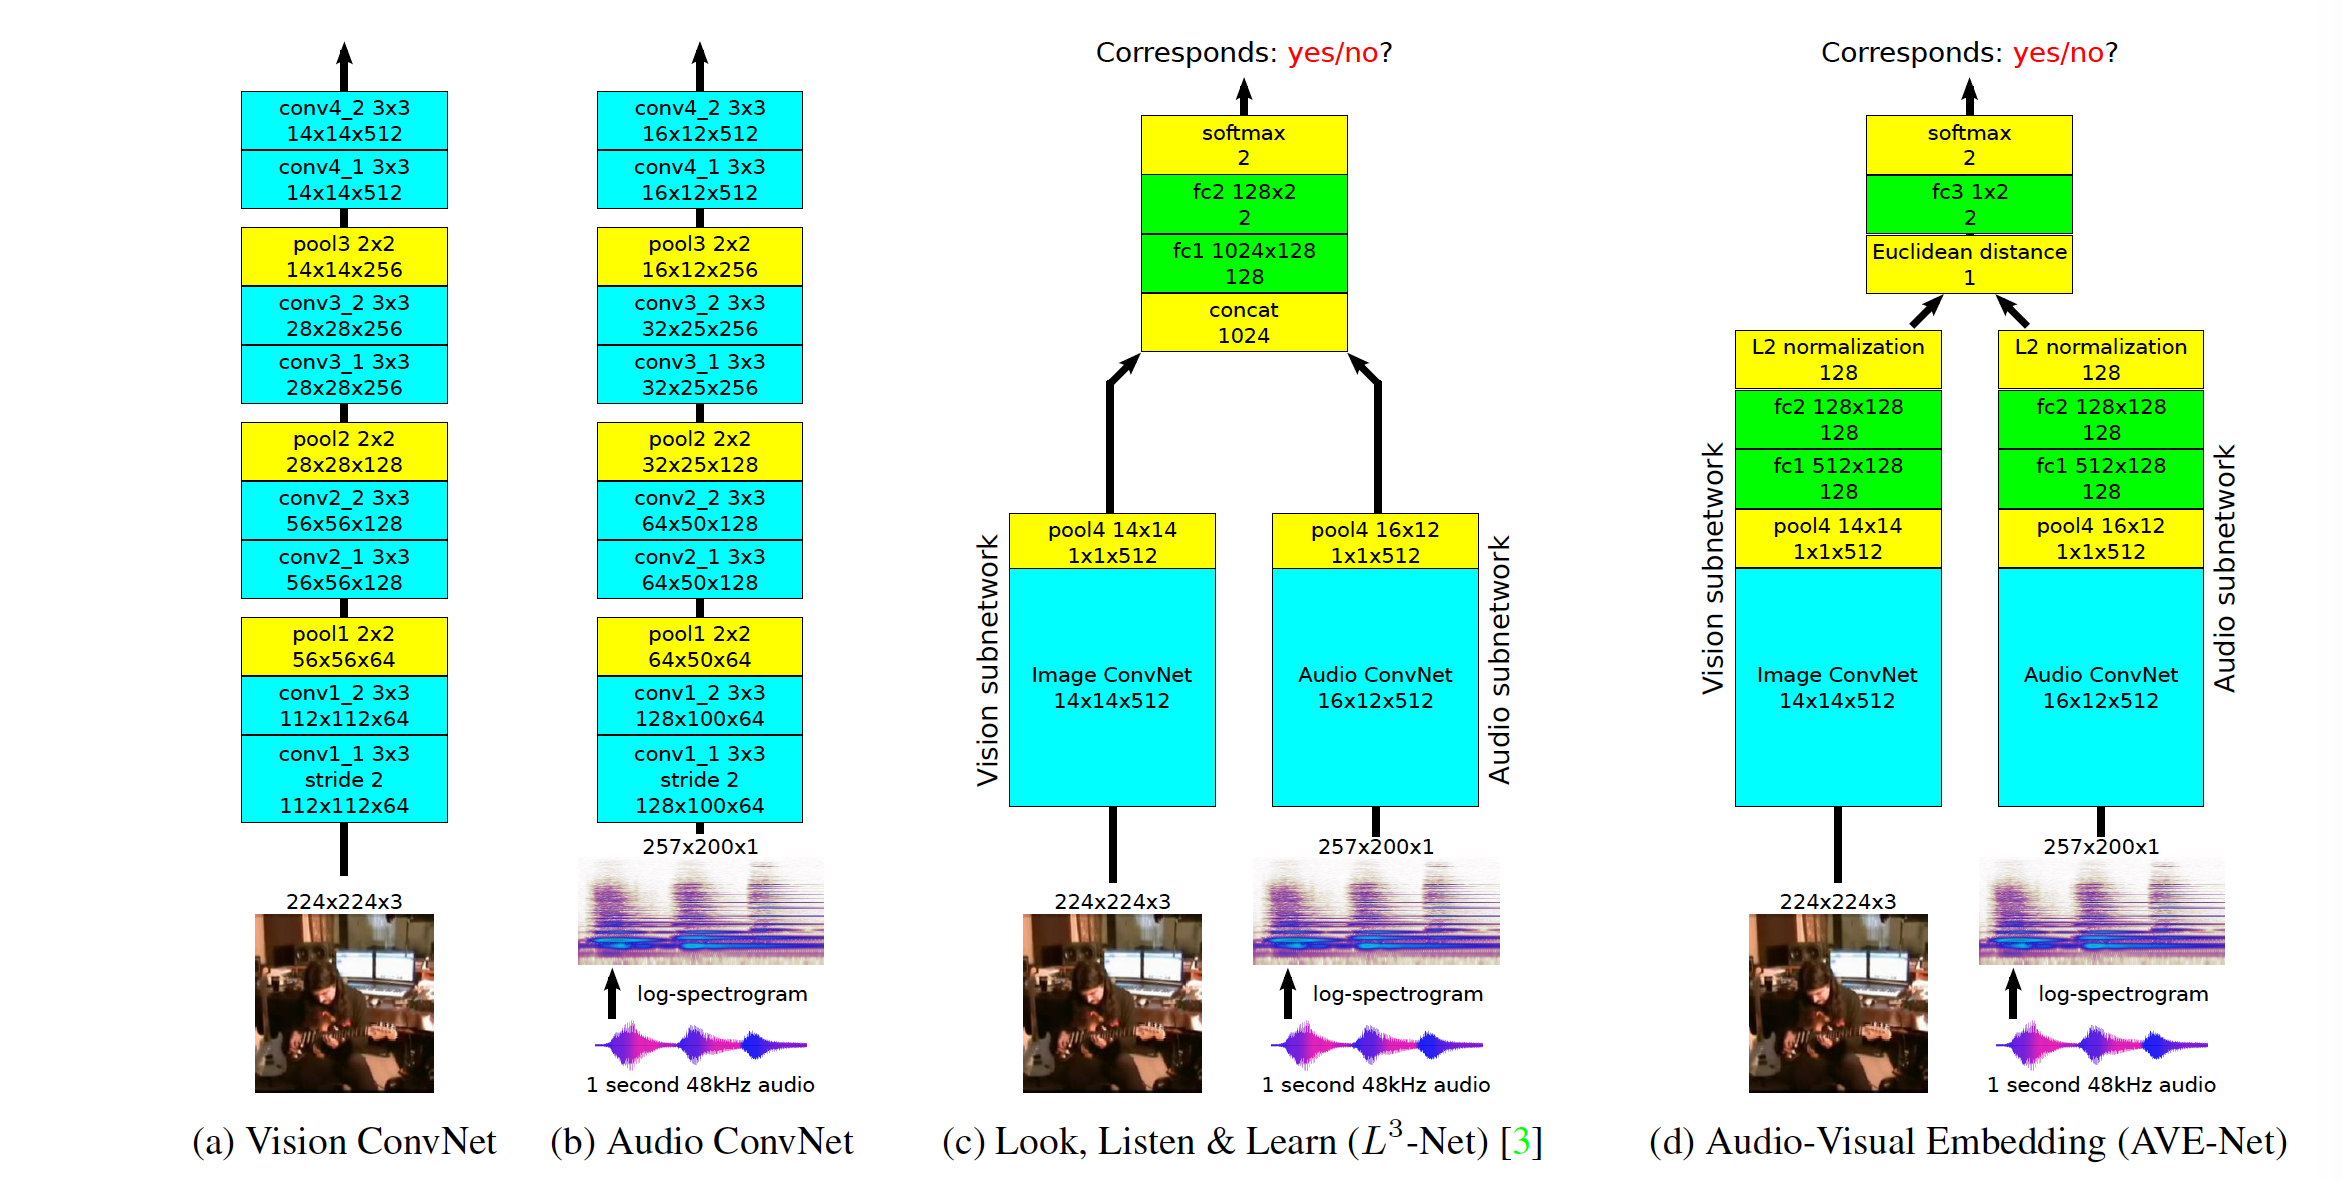 conv4_2 3x3
14x14x512
conv4_1 3x3
14x14x512
pool3 2x2
14x14x256
conv3_2 3x3
28x28x256
conv3_1 3x3
28x28x256
pool2 2x2
28x28x128
conv2_2 3x3
56x56x128
conv2_1 3x3
56x56x128
pool1 2x2
56x56x64
conv1_2 3x3
112x112x64
conv1_1 3x3
stride 2
112x112x64
224x224x3
(a) Vision ConvNet
conv4_2 3x3
16x12x512
conv4_1 3x3
16x12x512
pool3 2x2
16x12x256
conv3_2 3x3
32x25x256
conv3_1 3x3
32x25x256
pool2 2x2
32x25x128
conv2_2 3x3
64x50x128
conv2_1 3x3
64x50x128
pool1 2x2
64x50x64
conv1_2 3x3
128x100x64
conv1_1 3x3
stride 2
128x100x64
257x200x1
log-spectrogram
1 second 48kHz audio
(b) Audio ConvNet
Corresponds: yes/no?
softmax
2
fc2 128x2
2
fc1 1024x128
128
concat
1024
Vision subnetwork
pool4 14x14
1x1x512
Image ConvNet
14x14x512
224x224x3
pool4 16x12
1x1x512
Audio ConvNet
16x12x512
Audio subnetwork
257x200x1
log-spectrogram
1 second 48kHz audio
(c) Look, Listen & Learn (L³-Net) [3]
Corresponds: yes/no?
softmax
2
fc3 1x2
2
Euclidean distance
1
Vision subnetwork
L2 normalization
128
fc2 128x128
128
fc1 512x128
128
pool4 14x14
1x1x512
Image ConvNet
14x14x512
224x224x3
L2 normalization
128
fc2 128x128
128
fc1 512x128
128
pool4 16x12
1x1x512
Audio ConvNet
16x12x512
Audio subnetwork
257x200x1
log-spectrogram
1 second 48kHz audio
(d) Audio-Visual Embedding (AVE-Net)